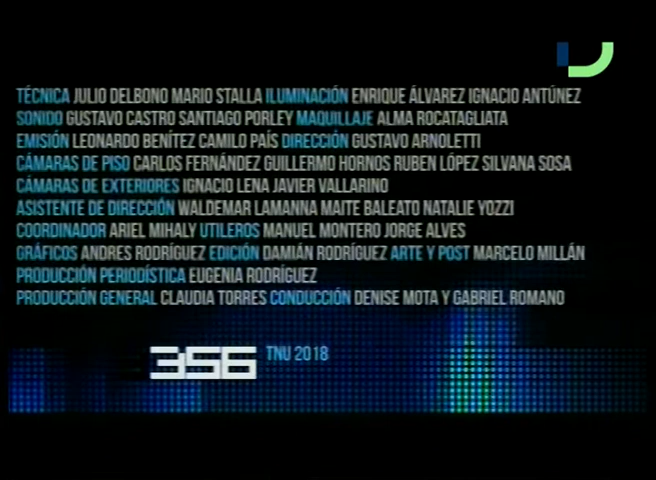 TÉCNICA JULIO DELBONO MARIO STALLA ILUMINACIÓN ENRIQUE ÁLVAREZ IGNACIO ANTÚNEZ
SONIDO GUSTAVO CASTRO SANTIAGO PORLEY MAQUILLAJE ALMA ROCATAGLIATA
EMISIÓN LEONARDO BENÍTEZ CAMILO PAÍS DIRECCIÓN GUSTAVO ARNOLETTI
CÁMARAS DE PISO CARLOS FERNÁNDEZ GUILLERMO HORNOS RUBEN LÓPEZ SILVANA SOSA
CÁMARAS DE EXTERIORES IGNACIO LENA JAVIER VALLARINO
ASISTENTE DE DIRECCIÓN WALDEMAR LAMANNA MAITE BALEATO NATALIE YOZZI
COORDINADOR ARIEL MIHALY UTILEROS MANUEL MONTERO JORGE ALVES
GRÁFICOS ANDRES RODRÍGUEZ EDICIÓN DAMIÁN RODRÍGUEZ ARTE Y POST MARCELO MILLÁN
PRODUCCIÓN PERIODÍSTICA EUGENIA RODRÍGUEZ
PRODUCCIÓN GENERAL CLAUDIA TORRES CONDUCCIÓN DENISE MOTA Y GABRIEL ROMANO
356 TNU 2018